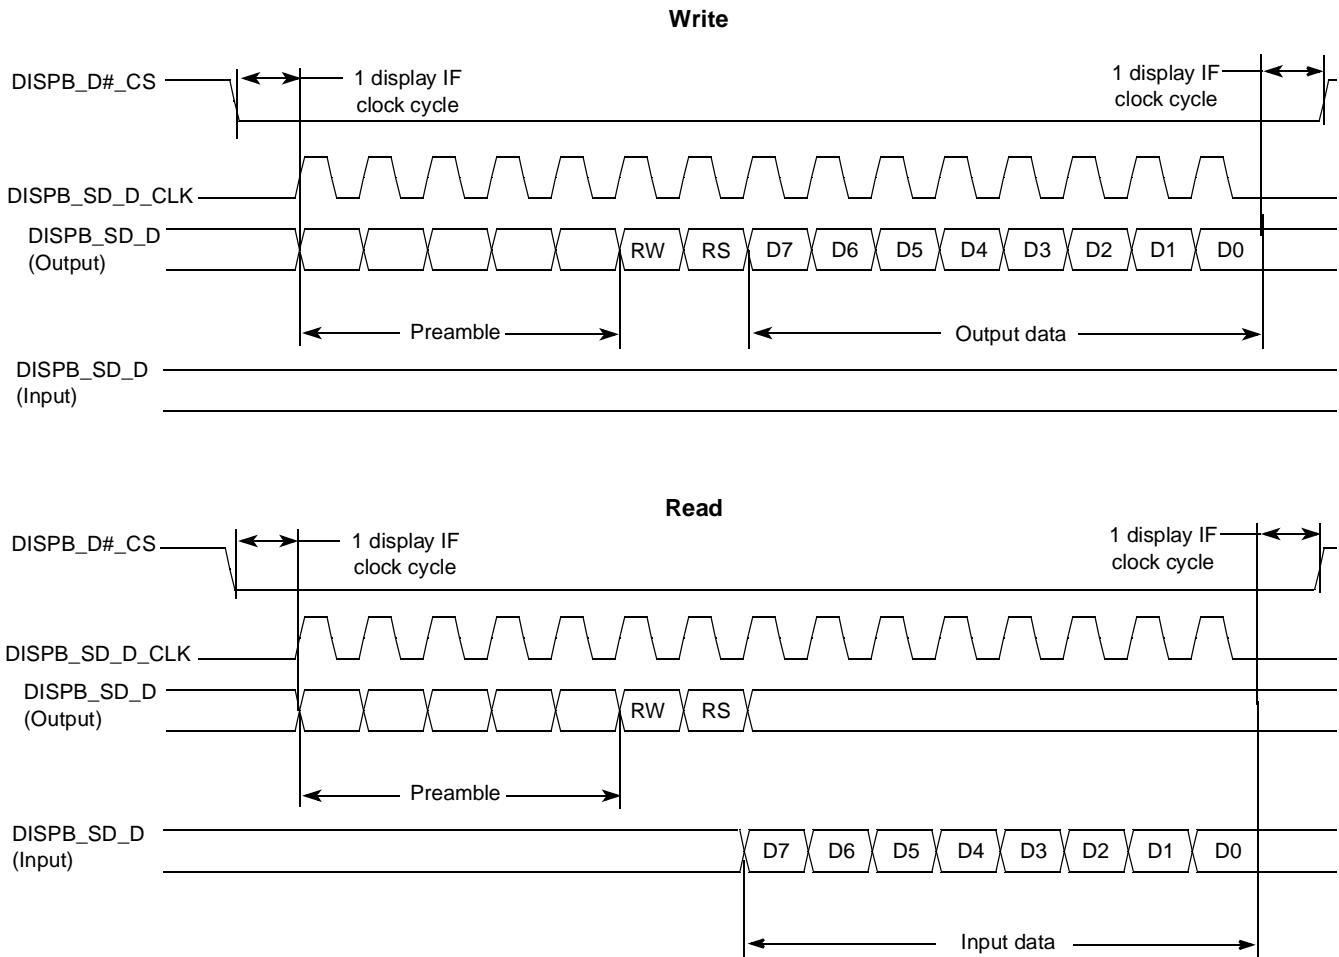 Write
DISPB_D#_CS
1 display IF
clock cycle
1 display IF
clock cycle
DISPB_SD_D_CLK
DISPB_SD_D
(Output)
RW RS D7 D6 D5 D4 D3 D2 D1 D0
Preamble
Output data
DISPB_SD_D
(Input)
Read
DISPB_D#_CS
1 display IF
clock cycle
1 display IF
clock cycle
DISPB_SD_D_CLK
DISPB_SD_D
(Output)
RW RS
Preamble
DISPB_SD_D
(Input)
D7 D6 D5 D4 D3 D2 D1 D0
Input data